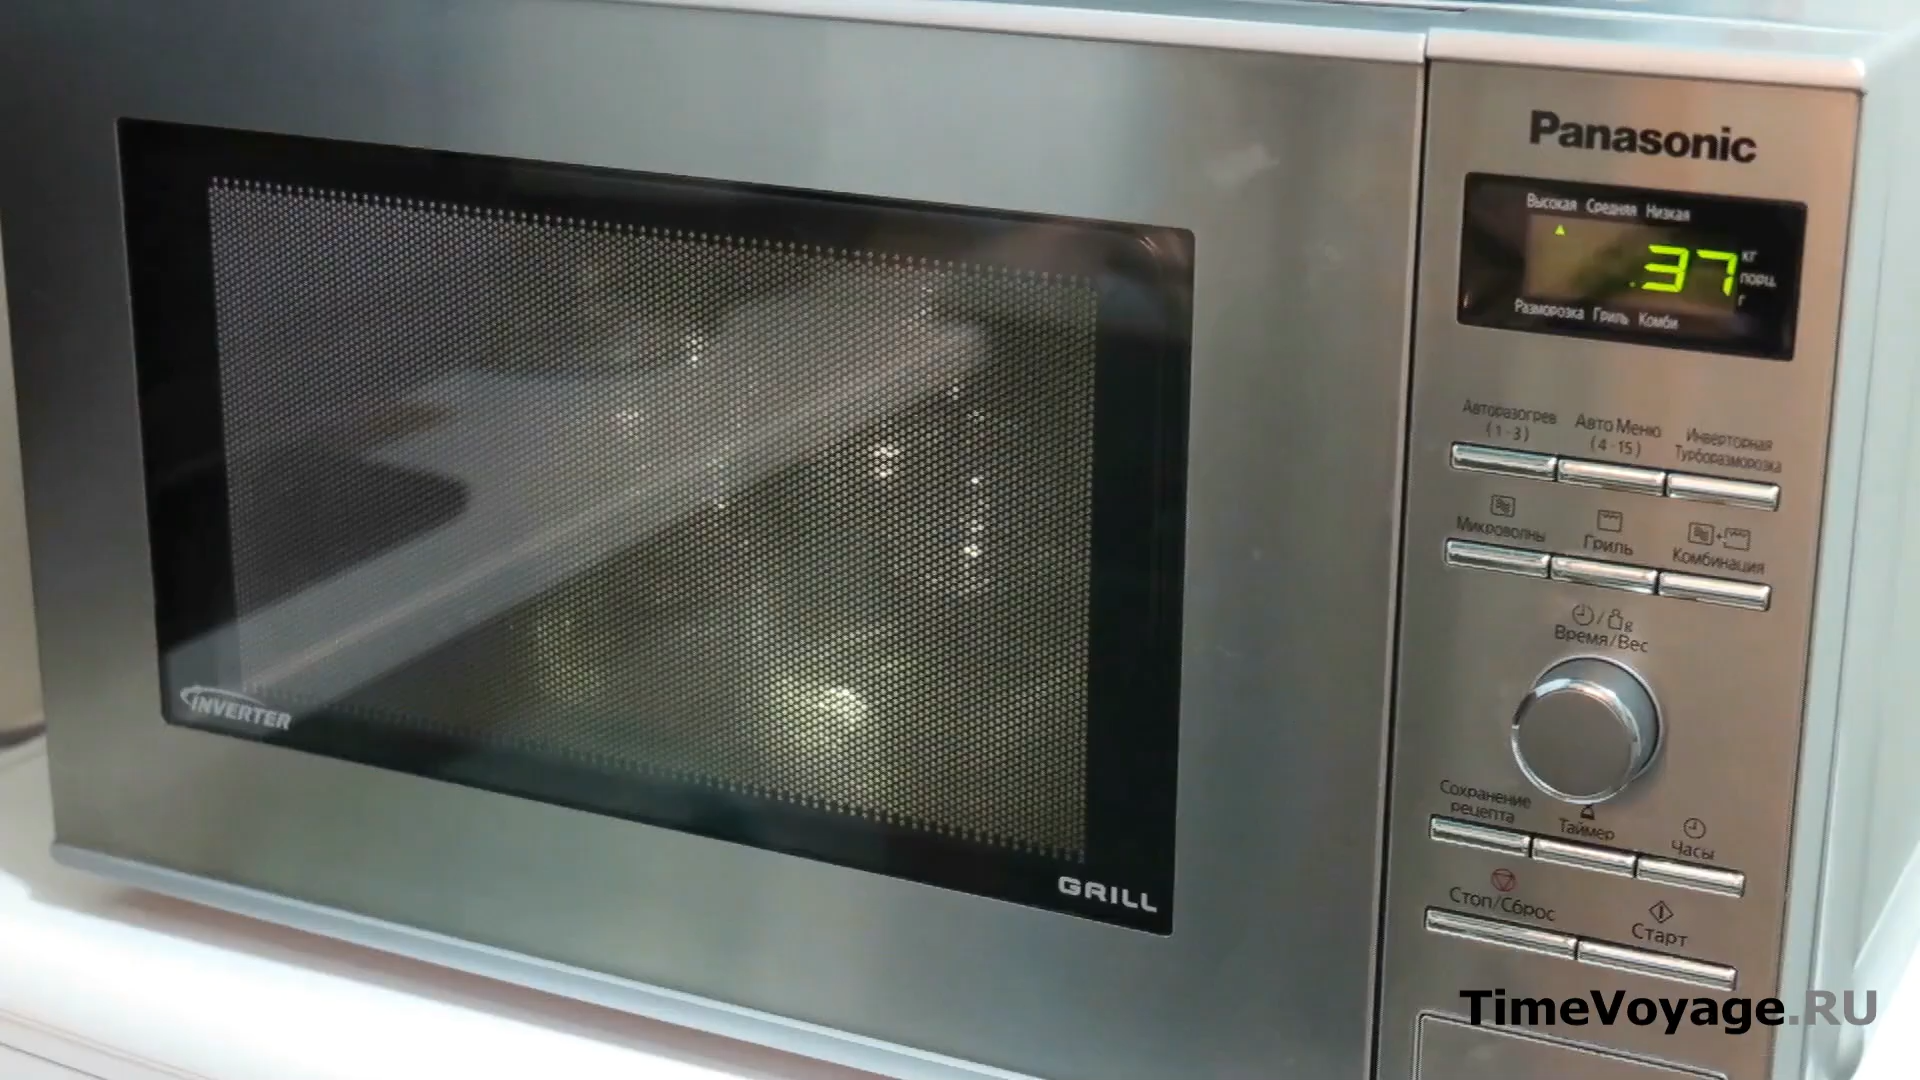 Panasonic
Высокая Средняя Низкая
.37
кг
порц.
г
Разморозка Гриль Комби
Авторазогрев
(1-3)
Авто Меню
(4-15)
Инверторная
Турборазморозка
Микроволны
Гриль
Комбинация
Время/Вес
Сохранение
рецепта
Таймер
Часы
Стоп/Сброс
Старт
INVERTER
GRILL
TimeVoyage.RU